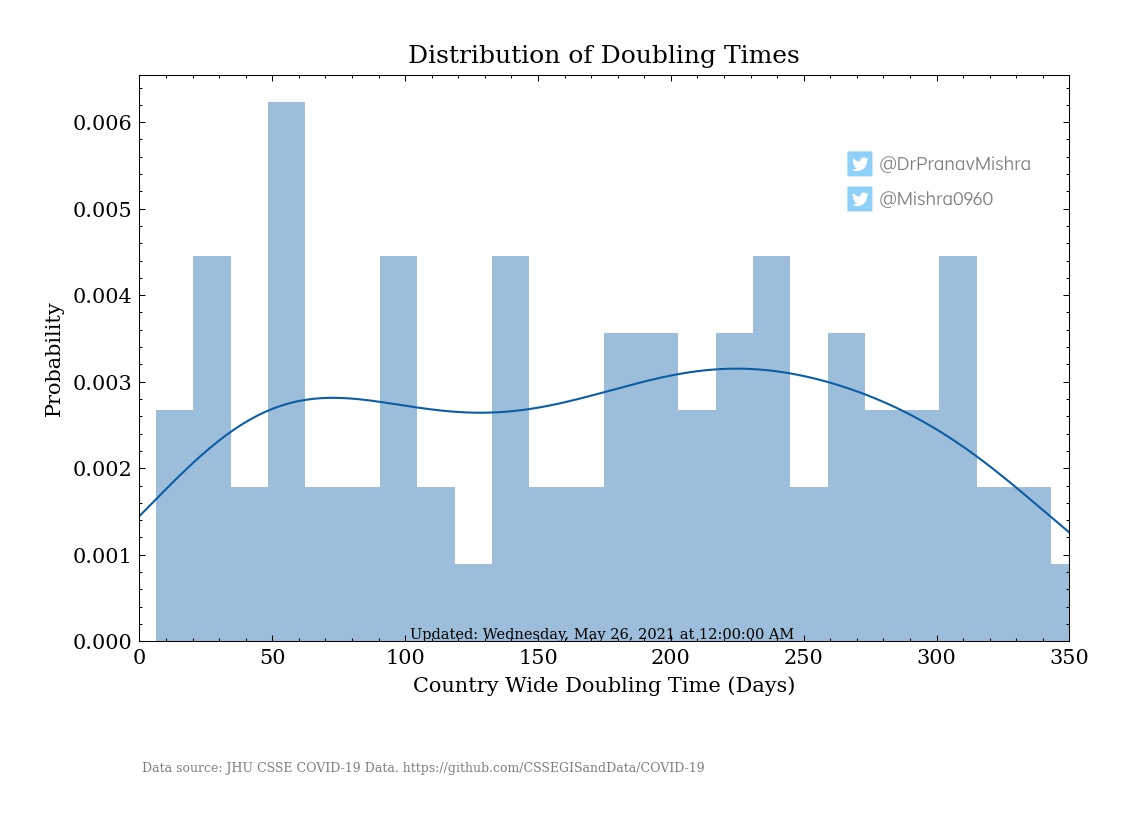 Distribution of Doubling Times
0.006
0.005
0.004
0.003
0.002
0.001
0.000
Probability
@DrPranavMishra
@Mishra0960
Updated: Wednesday, May 26, 2021 at 12:00:00 AM
0 50 100 150 200 250 300 350
Country Wide Doubling Time (Days)
Data source: JHU CSSE COVID-19 Data. https://github.com/CSSEGISandData/COVID-19